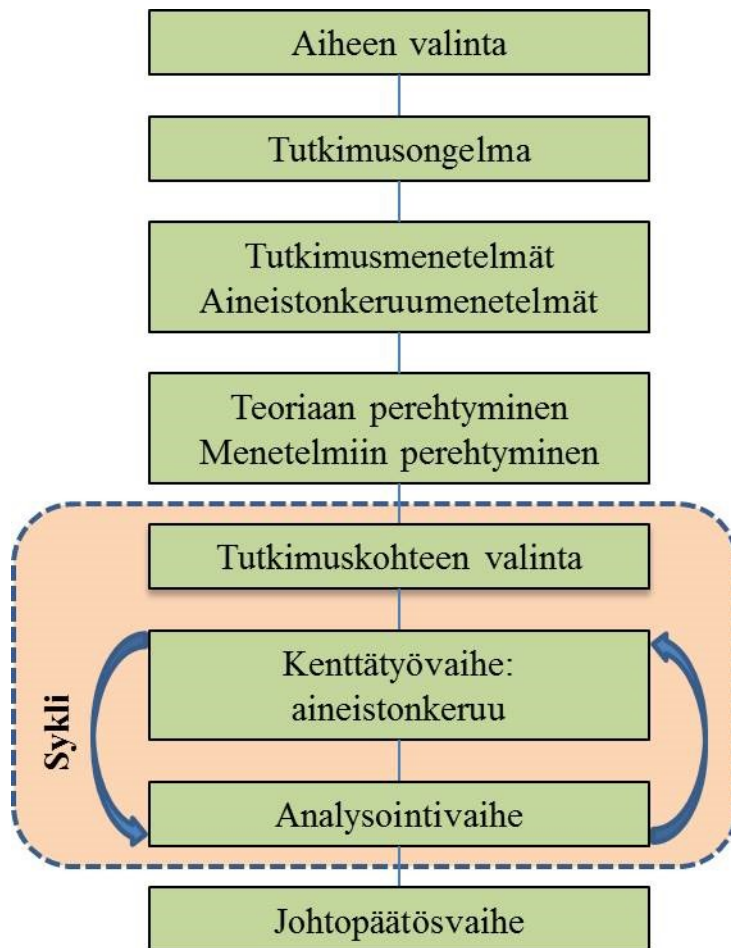 Aiheen valinta
Tutkimusongelma
Tutkimusmenetelmät
Aineistonkeruumenetelmät
Teoriaan perehtyminen
Menetelmiin perehtyminen
Tutkimuskohteen valinta
Sykli
Kenttätyövaihe:
aineistonkeruu
Analysointivaihe
Johtopäätösvaihe